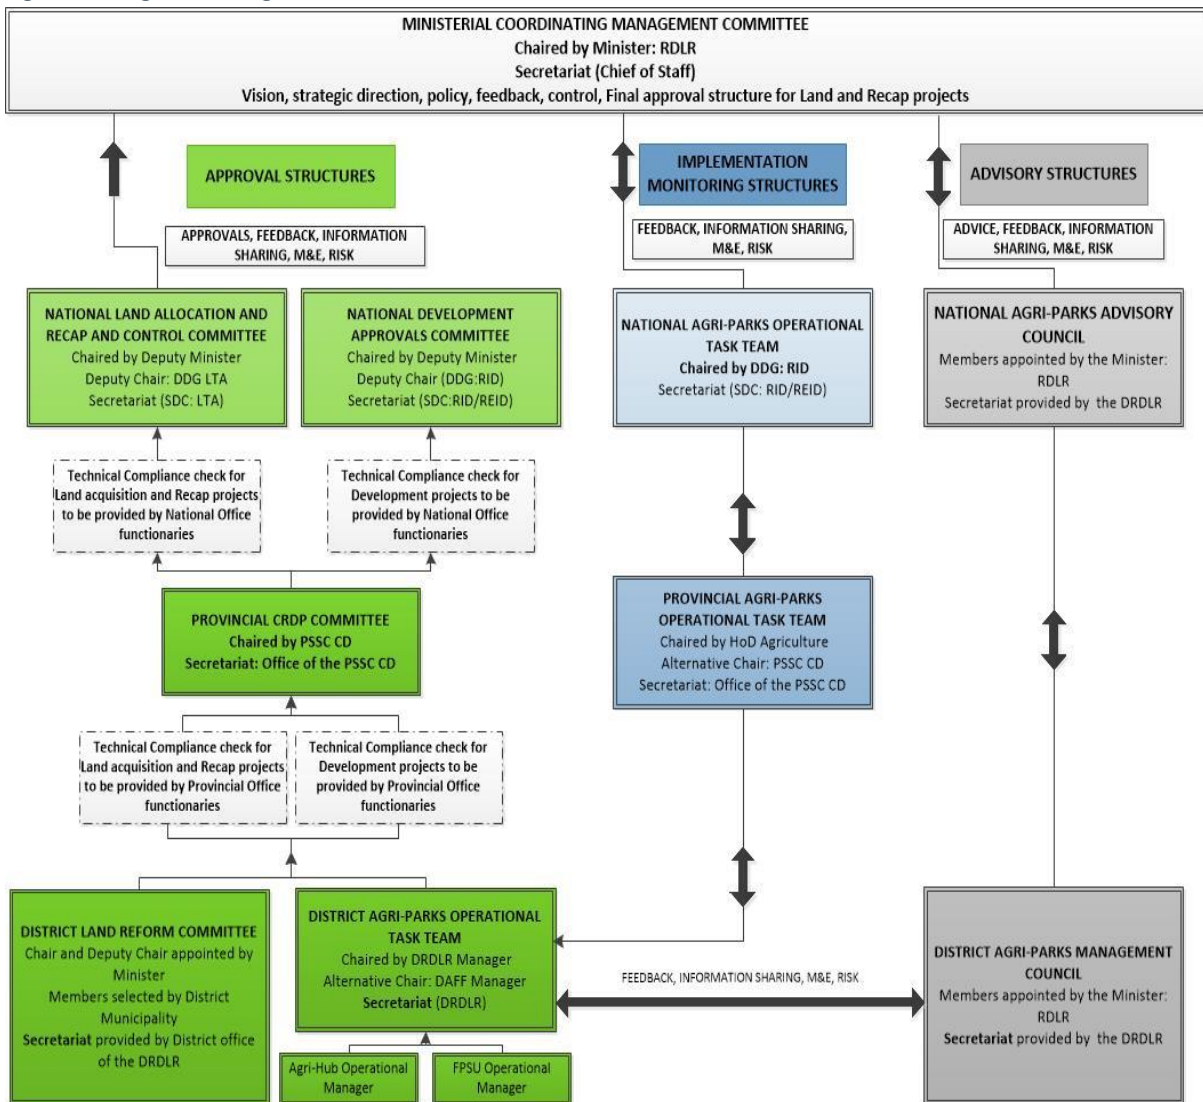 MINISTERIAL COORDINATING MANAGEMENT COMMITTEE
Chaired by Minister: RDLR
Secretariat (Chief of Staff)
Vision, strategic direction, policy, feedback, control, Final approval structure for Land and Recap projects
APPROVAL STRUCTURES
IMPLEMENTATION
MONITORING STRUCTURES
ADVISORY STRUCTURES
APPROVALS, FEEDBACK, INFORMATION
SHARING, M&E, RISK
FEEDBACK, INFORMATION SHARING,
M&E, RISK
ADVICE, FEEDBACK, INFORMATION
SHARING, M&E, RISK
NATIONAL LAND ALLOCATION AND
RECAP AND CONTROL COMMITTEE
Chaired by Deputy Minister
Deputy Chair: DDG LTA
Secretariat (SDC: LTA)
NATIONAL DEVELOPMENT
APPROVALS COMMITTEE
Chaired by Deputy Minister
Deputy Chair (DDG:RID)
Secretariat (SDC:RID/REID)
NATIONAL AGRI-PARKS OPERATIONAL
TASK TEAM
Chaired by DDG: RID
Secretariat (SDC: RID/REID)
NATIONAL AGRI-PARKS ADVISORY
COUNCIL
Members appointed by the Minister:
RDLR
Secretariat provided by the DRDLR
Technical Compliance check for
Land acquisition and Recap projects
to be provided by National Office
functionaries
Technical Compliance check for
Development projects to be
provided by National Office
functionaries
PROVINCIAL CRDP COMMITTEE
Chaired by PSSC CD
Secretariat: Office of the PSSC CD
PROVINCIAL AGRI-PARKS
OPERATIONAL TASK TEAM
Chaired by HoD Agriculture
Alternative Chair: PSSC CD
Secretariat: Office of the PSSC CD
Technical Compliance check for
Land acquisition and Recap projects
to be provided by Provincial Office
functionaries
Technical Compliance check for
Development projects to be
provided by Provincial Office
functionaries
DISTRICT LAND REFORM COMMITTEE
Chair and Deputy Chair appointed by
Minister
Members selected by District
Municipality
Secretariat provided by District office
of the DRDLR
DISTRICT AGRI-PARKS OPERATIONAL
TASK TEAM
Chaired by DRDLR Manager
Alternative Chair: DAFF Manager
Secretariat (DRDLR)
FEEDBACK, INFORMATION SHARING, M&E, RISK
DISTRICT AGRI-PARKS MANAGEMENT
COUNCIL
Members appointed by the Minister:
RDLR
Secretariat provided by the DRDLR
Agri-Hub Operational
Manager
FPSU Operational
Manager